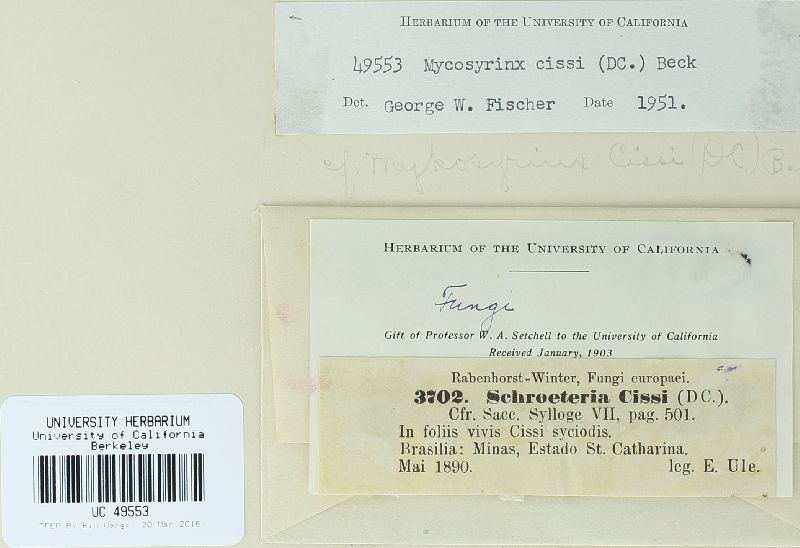 HERBARIUM OF THE UNIVERSITY OF CALIFORNIA
49553 Mycosyrinx cissi (DC.) Beck
Det. George W. Fischer Date 1951.
cf. Mykosyrinx Cissi (DC.)
HERBARIUM OF THE UNIVERSITY OF CALIFORNIA
Fungi
Gift of Professor W. A. Setchell to the University of California
Received January, 1903
Rabenhorst-Winter, Fungi europaei.
3702. Schroeteria Cissi (DC.).
Cfr. Sacc. Sylloge VII, pag. 501.
In foliis vivis Cissi syciodis.
Brasilia: Minas, Estado St. Catharina.
Mai 1890. leg. E. Ule.
UNIVERSITY HERBARIUM
University of California
Berkeley
UC 49553
20 Mar 2016